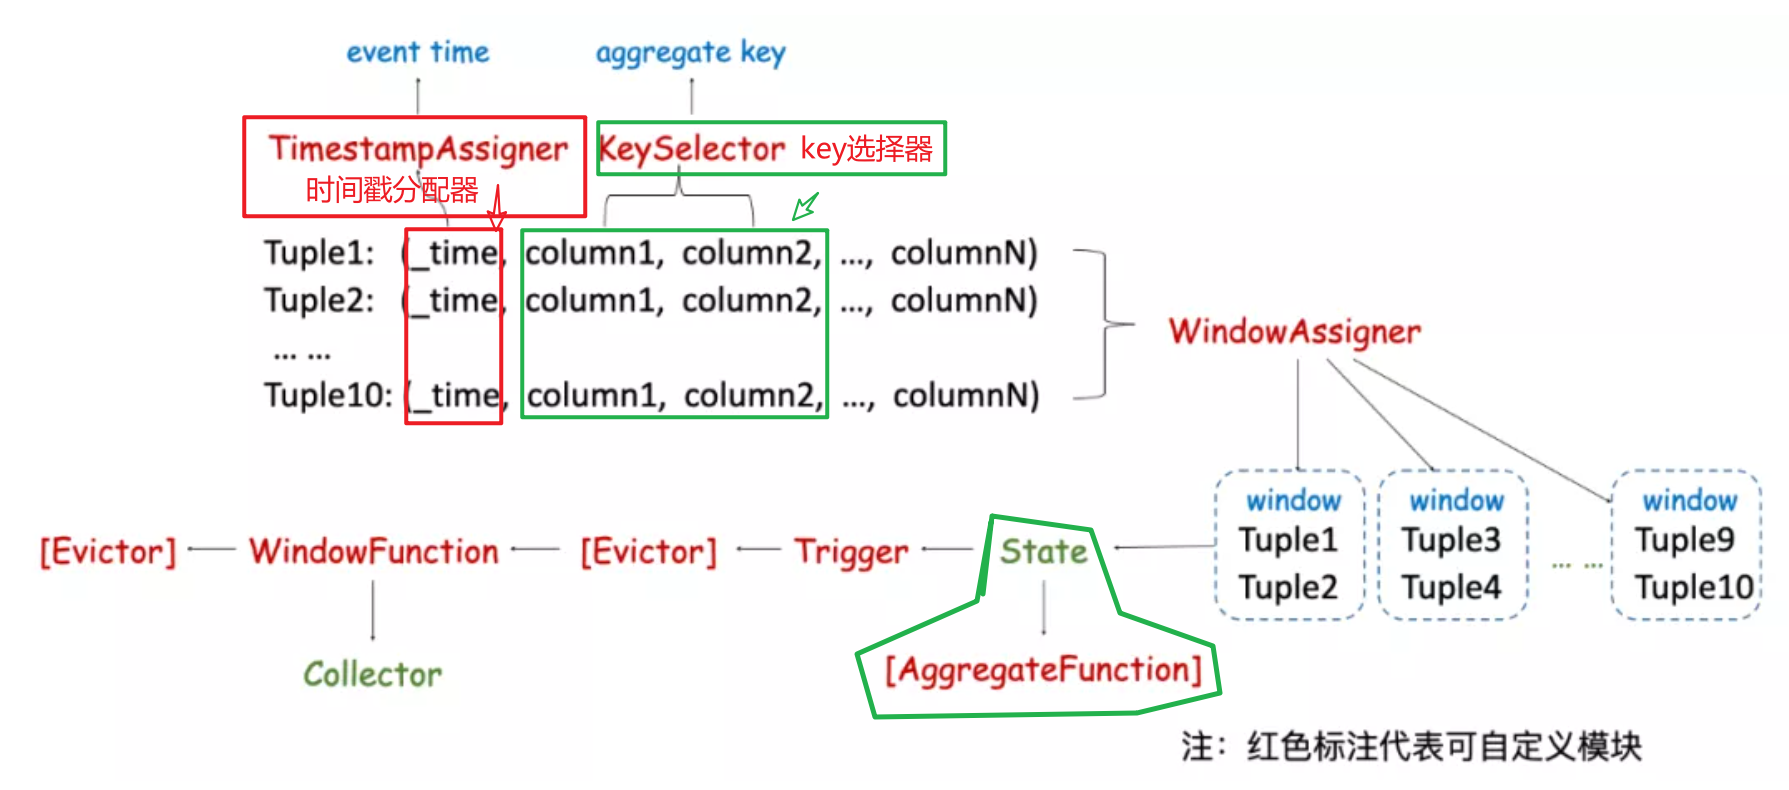 event time
aggregate key
TimestampAssigner
时间戳分配器
KeySelector key选择器
Tuple1: (_time, column1, column2, ..., columnN)
Tuple2: (_time, column1, column2, ..., columnN)
... ...
Tuple10: (_time, column1, column2, ..., columnN)
WindowAssigner
window
Tuple1
Tuple2
window
Tuple3
Tuple4
... ...
window
Tuple9
Tuple10
State
[AggregateFunction]
Trigger
[Evictor]
WindowFunction
Collector
[Evictor]
注：红色标注代表可自定义模块